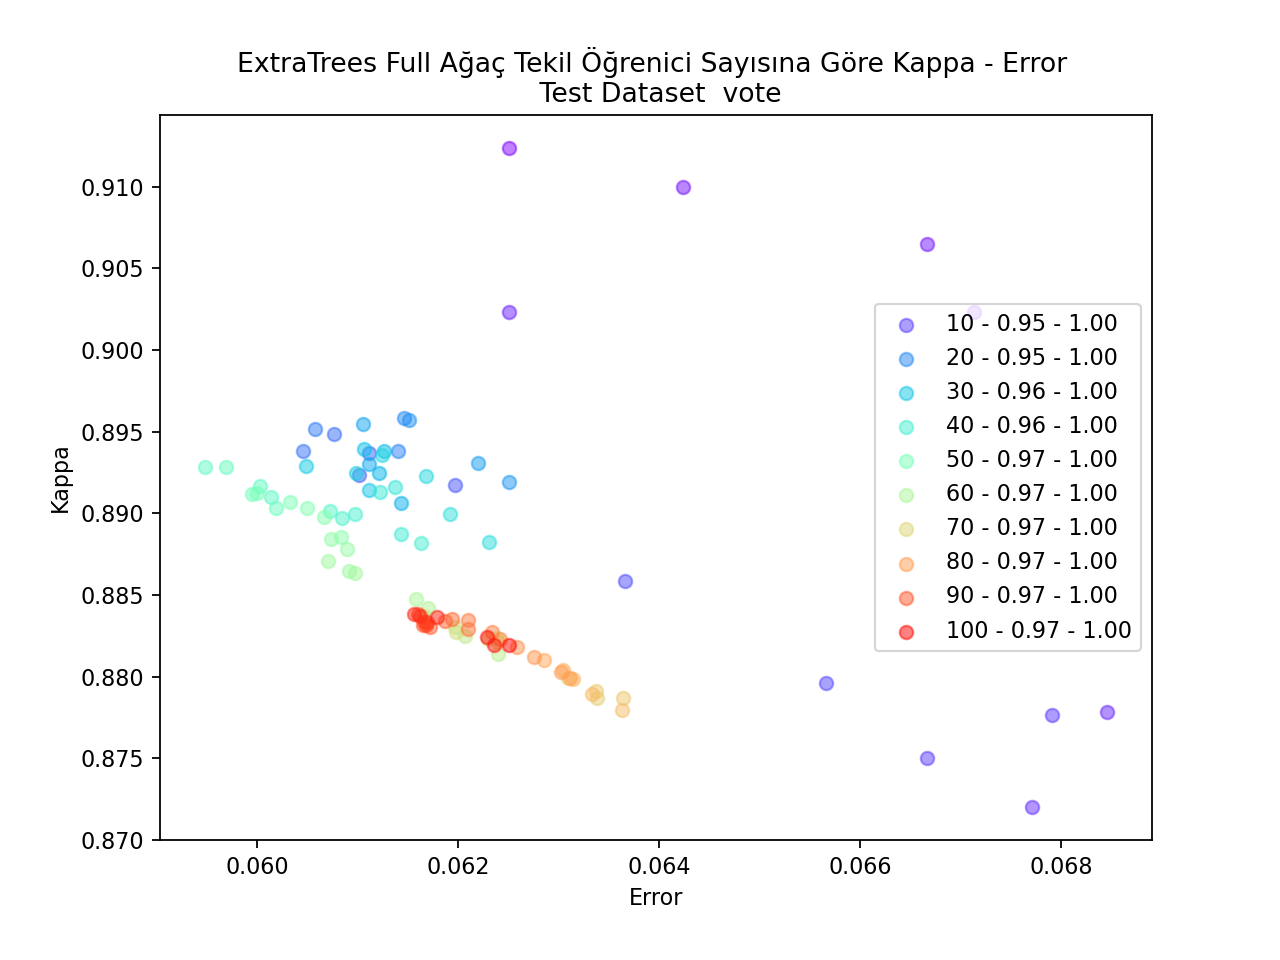 ExtraTrees Full Ağaç Tekil Öğrenici Sayısına Göre Kappa - Error
Test Dataset  vote
0.910
0.905
0.900
0.895
0.890
0.885
0.880
0.875
0.870
Kappa
10 - 0.95 - 1.00
20 - 0.95 - 1.00
30 - 0.96 - 1.00
40 - 0.96 - 1.00
50 - 0.97 - 1.00
60 - 0.97 - 1.00
70 - 0.97 - 1.00
80 - 0.97 - 1.00
90 - 0.97 - 1.00
100 - 0.97 - 1.00
0.060 0.062 0.064 0.066 0.068
Error